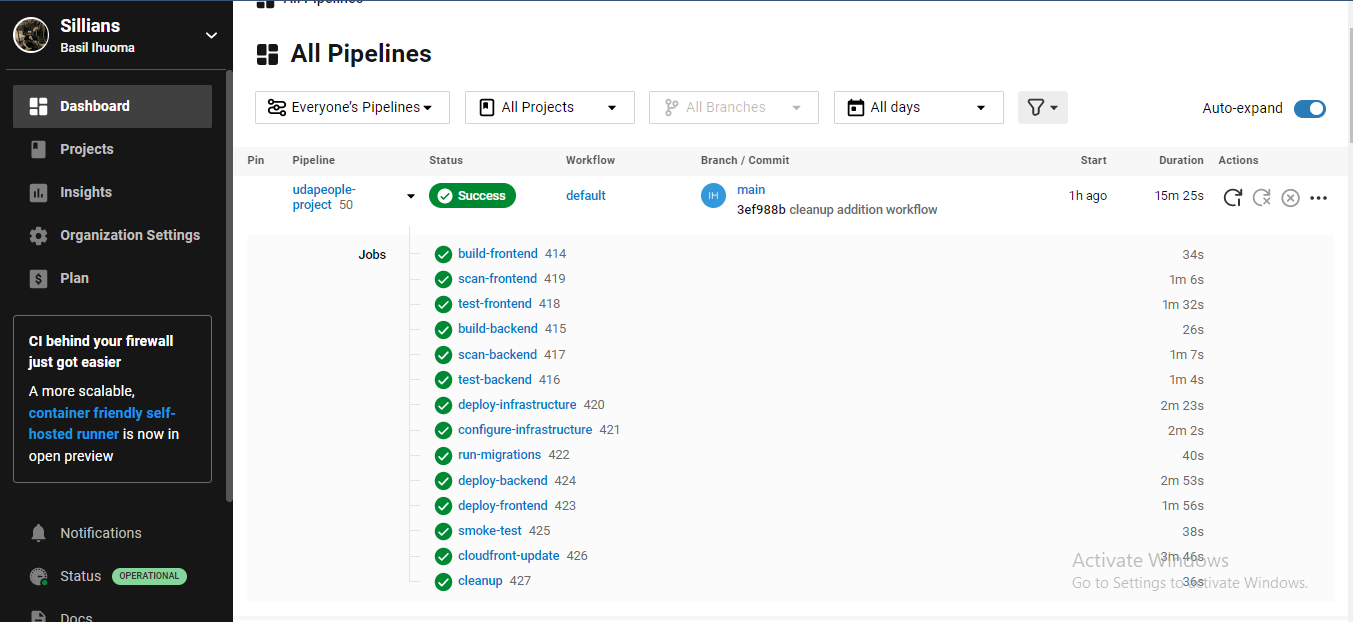 Sillians
Basil Ihuoma
Dashboard
Projects
Insights
Organization Settings
Plan
CI behind your firewall
just got easier
A more scalable,
container friendly self-
hosted runner is now in
open preview
Notifications
Status OPERATIONAL
Docs
All Pipelines
All Pipelines
Everyone's Pipelines All Projects All Branches All days Auto-expand
Pin Pipeline Status Workflow Branch / Commit Start Duration Actions
udapeople-
project 50
Success
default
IH
main
3ef988b cleanup addition workflow
1h ago
15m 25s
Jobs
build-frontend 414 34s
scan-frontend 419 1m 6s
test-frontend 418 1m 32s
build-backend 415 26s
scan-backend 417 1m 7s
test-backend 416 1m 4s
deploy-infrastructure 420 2m 23s
configure-infrastructure 421 2m 2s
run-migrations 422 40s
deploy-backend 424 2m 53s
deploy-frontend 423 1m 56s
smoke-test 425 38s
cloudfront-update 426 3m 46s
cleanup 427 36s
Activate Windows
Go to Settings to activate Windows.